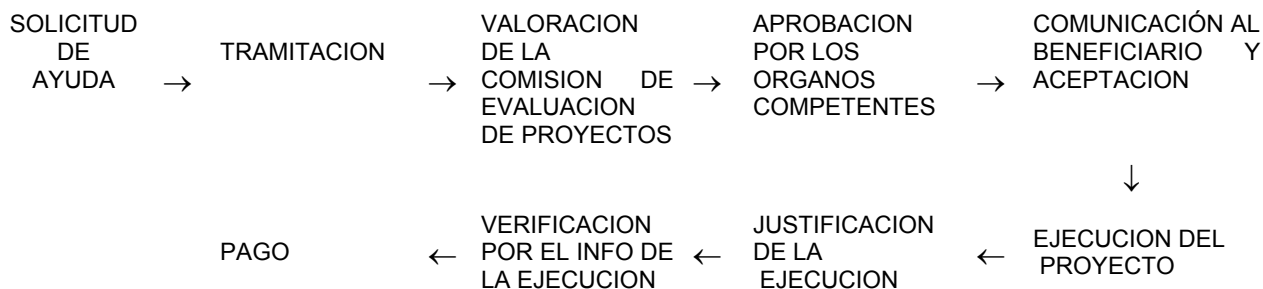 SOLICITUD
DE
AYUDA
→
TRAMITACION
→
VALORACION
DE LA
COMISION DE
EVALUACION
DE PROYECTOS
→
APROBACION
POR LOS
ORGANOS
COMPETENTES
→
COMUNICACIÓN AL
BENEFICIARIO Y
ACEPTACION
↓
EJECUCION DEL
PROYECTO
←
JUSTIFICACION
DE LA
EJECUCION
←
VERIFICACION
POR EL INFO DE
LA EJECUCION
←
PAGO